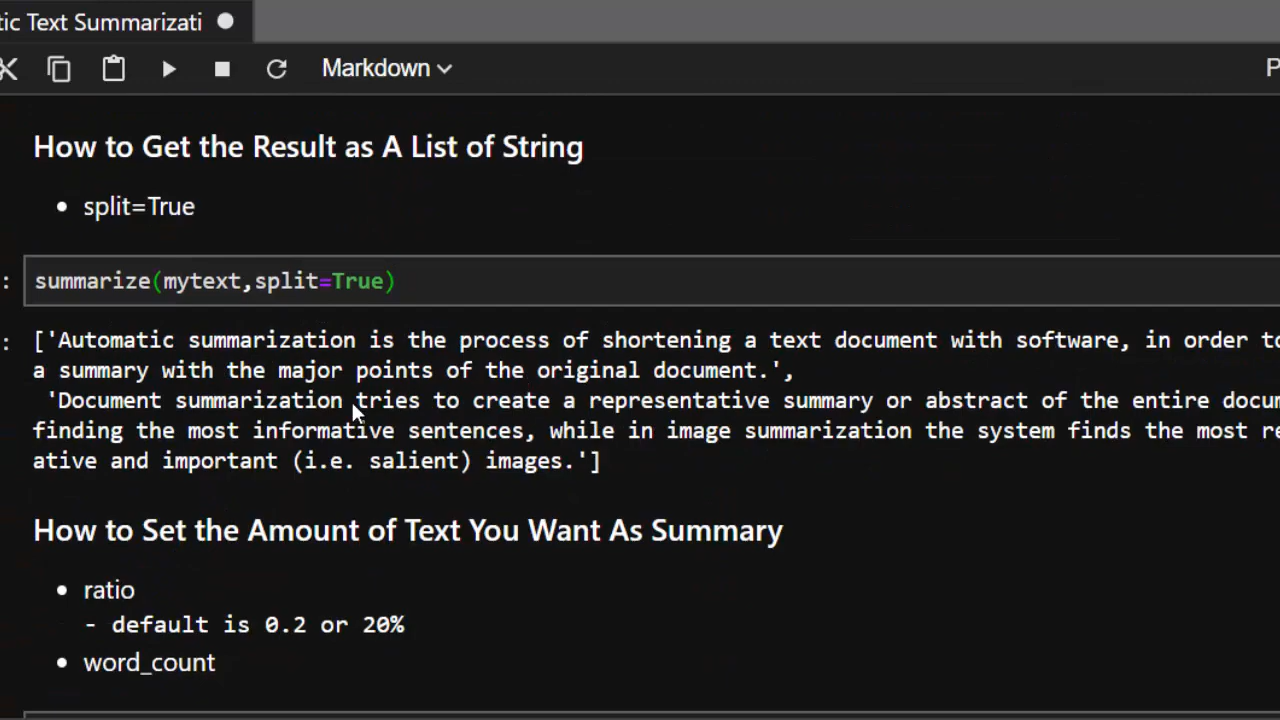 tic Text Summarizati
Markdown
P
How to Get the Result as A List of String
split=True
: summarize(mytext,split=True)
: ['Automatic summarization is the process of shortening a text document with software, in order to
a summary with the major points of the original document.',
'Document summarization tries to create a representative summary or abstract of the entire docum
finding the most informative sentences, while in image summarization the system finds the most re
ative and important (i.e. salient) images.']
How to Set the Amount of Text You Want As Summary
ratio
- default is 0.2 or 20%
word_count